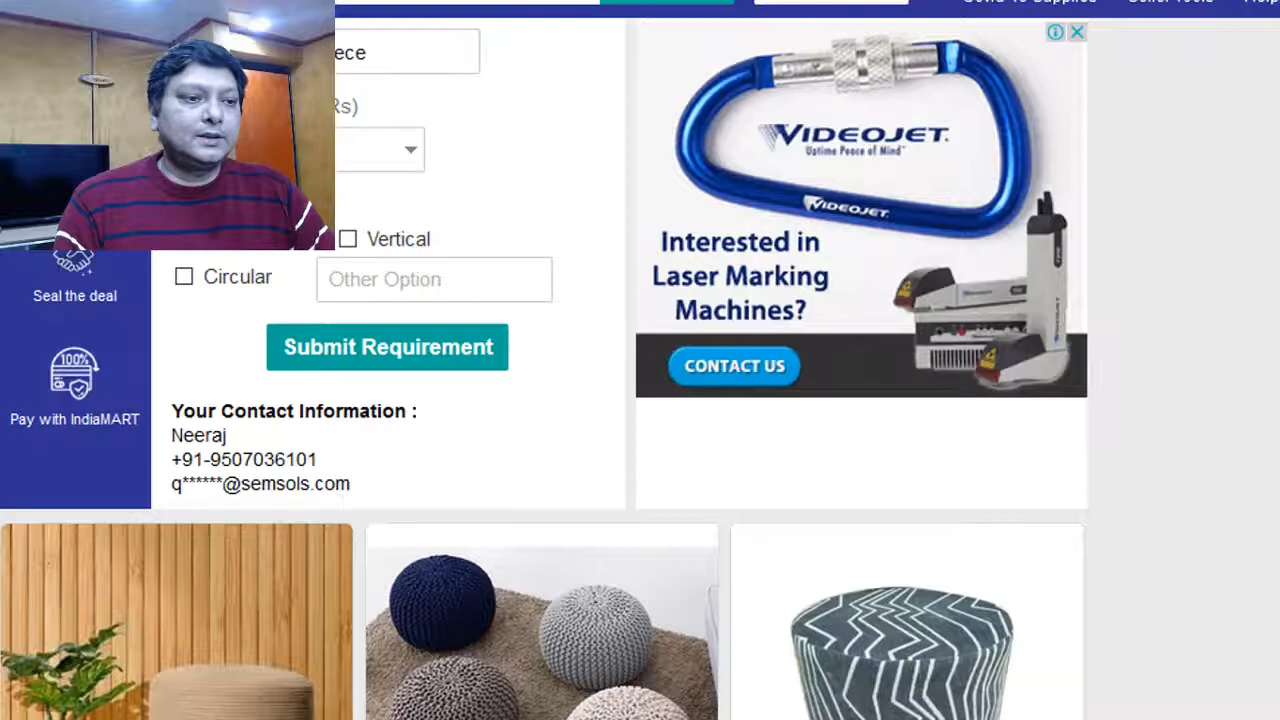 ece
Rs)
Vertical
Circular
Other Option
Submit Requirement
Your Contact Information :
Neeraj
+91-9507036101
q******@semsols.com
Seal the deal
100%
Pay with IndiaMART
VIDEOJET.
Uptime Peace of Mind™
VIDEOJET.
Interested in
Laser Marking
Machines?
CONTACT US